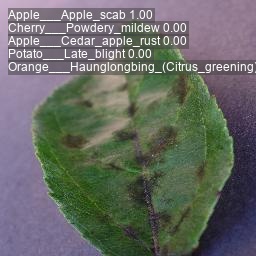 Apple___Apple_scab 1.00
Cherry___Powdery_mildew 0.00
Apple___Cedar_apple_rust 0.00
Potato___Late_blight 0.00
Orange___Haunglongbing_(Citrus_greening)